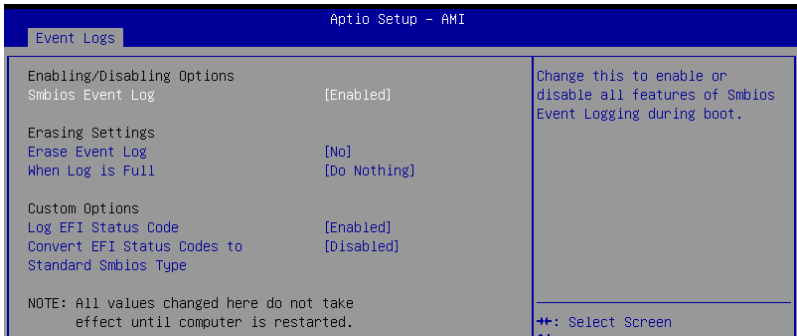 Aptio Setup – AMI
Event Logs
Enabling/Disabling Options
Smbios Event Log [Enabled]
Erasing Settings
Erase Event Log [No]
When Log is Full [Do Nothing]
Custom Options
Log EFI Status Code [Enabled]
Convert EFI Status Codes to [Disabled]
Standard Smbios Type
NOTE: All values changed here do not take
effect until computer is restarted.
Change this to enable or
disable all features of Smbios
Event Logging during boot.
→←: Select Screen